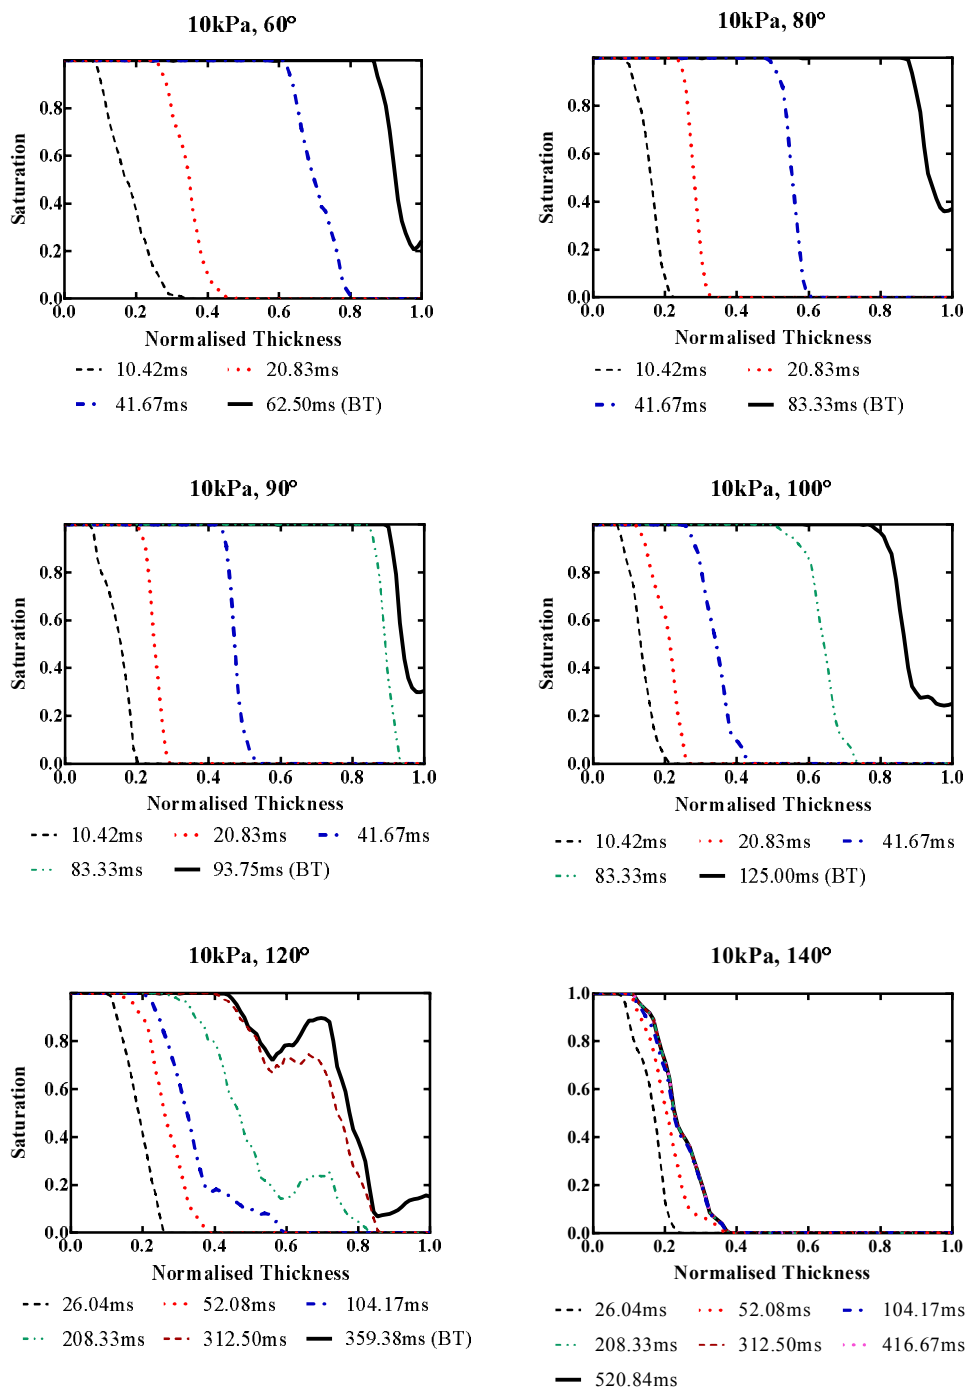 10kPa, 60°
10kPa, 80°
Saturation
0.8
0.6
0.4
0.2
0.0
0.0 0.2 0.4 0.6 0.8 1.0
Normalised Thickness
10.42ms 20.83ms
41.67ms 62.50ms (BT)
Saturation
0.8
0.6
0.4
0.2
0.0
0.0 0.2 0.4 0.6 0.8 1.0
Normalised Thickness
10.42ms 20.83ms
41.67ms 83.33ms (BT)
10kPa, 90°
10kPa, 100°
Saturation
0.8
0.6
0.4
0.2
0.0
0.0 0.2 0.4 0.6 0.8 1.0
Normalised Thickness
10.42ms 20.83ms 41.67ms
83.33ms 93.75ms (BT)
Saturation
0.8
0.6
0.4
0.2
0.0
0.0 0.2 0.4 0.6 0.8 1.0
Normalised Thickness
10.42ms 20.83ms 41.67ms
83.33ms 125.00ms (BT)
10kPa, 120°
10kPa, 140°
Saturation
0.8
0.6
0.4
0.2
0.0
0.0 0.2 0.4 0.6 0.8 1.0
Normalised Thickness
26.04ms 52.08ms 104.17ms
208.33ms 312.50ms 359.38ms (BT)
1.0
0.8
0.6
0.4
0.2
0.0
0.0 0.2 0.4 0.6 0.8 1.0
Normalised Thickness
26.04ms 52.08ms 104.17ms
208.33ms 312.50ms 416.67ms
520.84ms